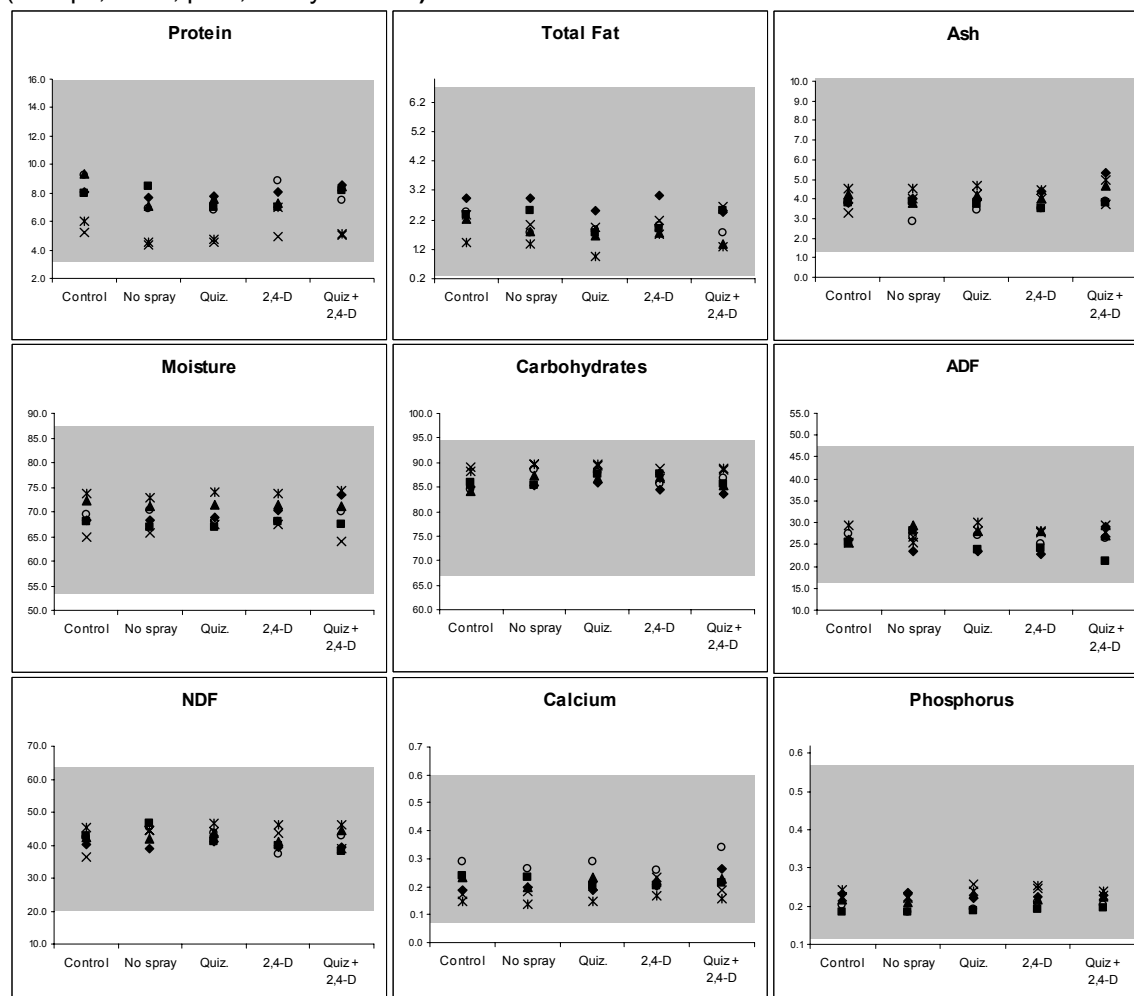 Protein
16.0
14.0
12.0
10.0
8.0
6.0
4.0
2.0
Control No spray Quiz. 2,4-D Quiz +
2,4-D
Total Fat
6.2
5.2
4.2
3.2
2.2
1.2
0.2
Control No spray Quiz. 2,4-D Quiz +
2,4-D
Ash
10.0
9.0
8.0
7.0
6.0
5.0
4.0
3.0
2.0
1.0
0.0
Control No spray Quiz. 2,4-D Quiz +
2,4-D
Moisture
90.0
85.0
80.0
75.0
70.0
65.0
60.0
55.0
50.0
Control No spray Quiz. 2,4-D Quiz +
2,4-D
Carbohydrates
100.0
95.0
90.0
85.0
80.0
75.0
70.0
65.0
60.0
Control No spray Quiz. 2,4-D Quiz +
2,4-D
ADF
55.0
50.0
45.0
40.0
35.0
30.0
25.0
20.0
15.0
10.0
Control No spray Quiz. 2,4-D Quiz +
2,4-D
NDF
70.0
60.0
50.0
40.0
30.0
20.0
10.0
Control No spray Quiz. 2,4-D Quiz +
2,4-D
Calcium
0.7
0.6
0.5
0.4
0.3
0.2
0.1
0.0
Control No spray Quiz. 2,4-D Quiz +
2,4-D
Phosphorus
0.6
0.5
0.4
0.3
0.2
0.1
Control No spray Quiz. 2,4-D Quiz +
2,4-D